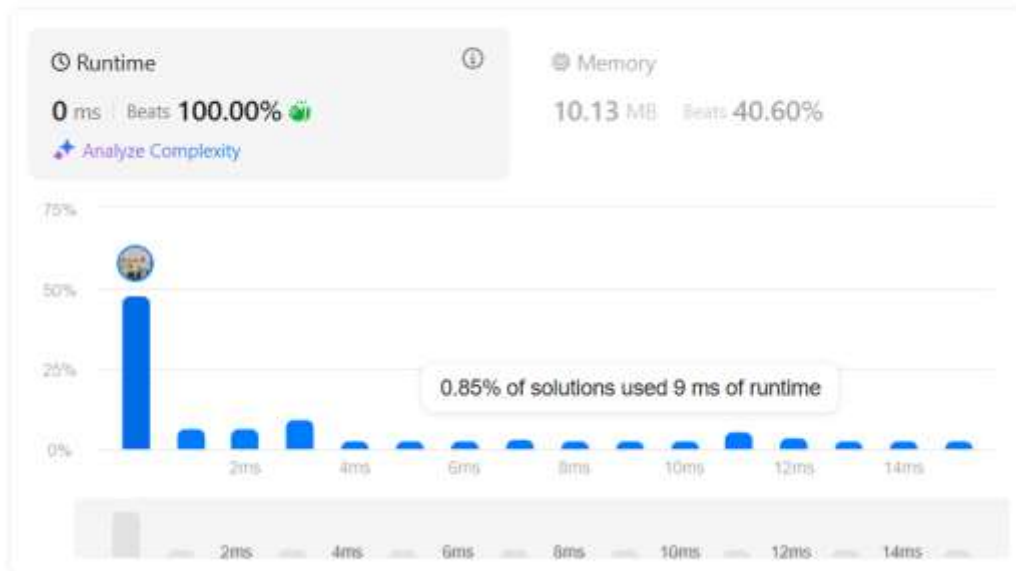 Runtime
0 ms | Beats 100.00%
Analyze Complexity
Memory
10.13 MB Beats 40.60%
75%
50%
25%
0%
0.85% of solutions used 9 ms of runtime
2ms 4ms 6ms 8ms 10ms 12ms 14ms
2ms 4ms 6ms 8ms 10ms 12ms 14ms